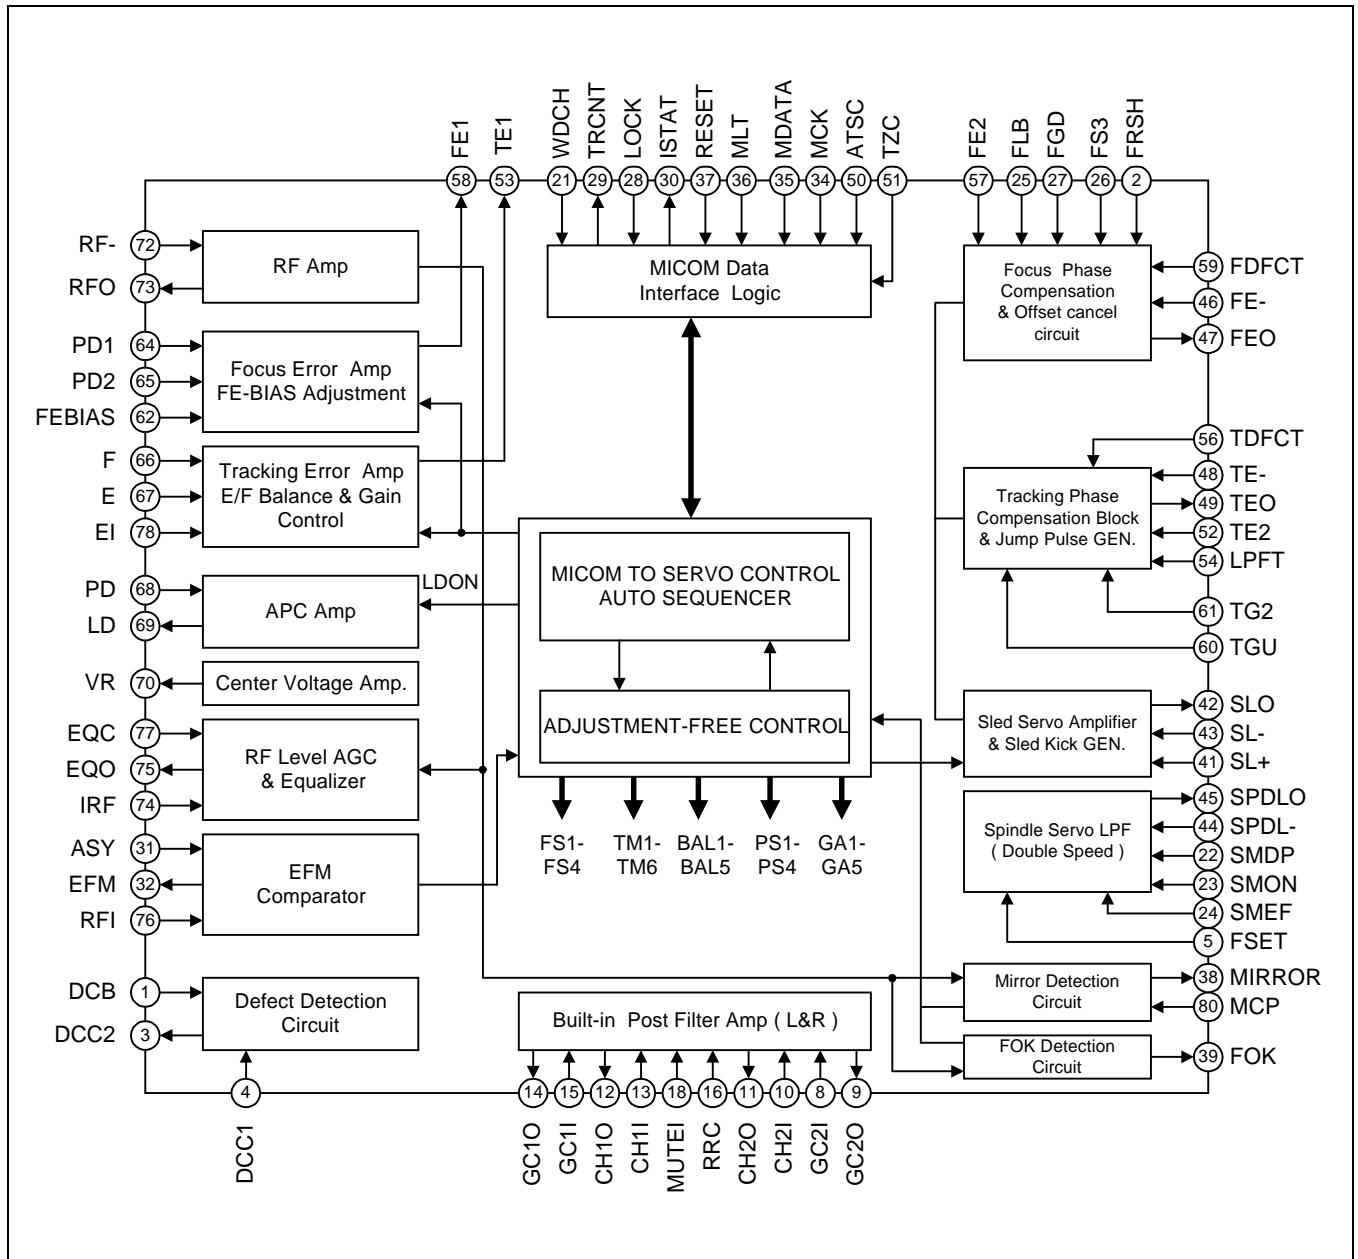 FE1
TE1
WDCH
TRCNT
LOCK
ISTAT
RESET
MLT
MDATA
MCK
ATSC
TZC
FE2
FLB
FGD
FS3
FRSH
58
53
21
29
28
30
37
36
35
34
50
51
57
25
27
26
2
RF-
72
RFO
73
RF Amp
PD1
64
PD2
65
FEBIAS
62
Focus Error Amp
FE-BIAS Adjustment
F
66
E
67
EI
78
Tracking Error Amp
E/F Balance & Gain
Control
PD
68
LD
69
APC Amp
LDON
VR
70
Center Voltage Amp.
EQC
77
EQO
75
IRF
74
RF Level AGC
& Equalizer
ASY
31
EFM
32
RFI
76
EFM
Comparator
DCB
1
DCC2
3
Defect Detection
Circuit
4
DCC1
MICOM Data
Interface Logic
MICOM TO SERVO CONTROL
AUTO SEQUENCER
ADJUSTMENT-FREE CONTROL
FS1-
FS4
TM1-
TM6
BAL1-
BAL5
PS1-
PS4
GA1-
GA5
Built-in Post Filter Amp ( L&R )
14
15
12
13
18
16
11
10
8
9
GC1O
GC1I
CH1O
CH1I
MUTEI
RRC
CH2O
CH2I
GC2I
GC2O
Focus Phase
Compensation
& Offset cancel
circuit
59
FDFCT
46
FE-
47
FEO
Tracking Phase
Compensation Block
& Jump Pulse GEN.
56
TDFCT
48
TE-
49
TEO
52
TE2
54
LPFT
61
TG2
60
TGU
Sled Servo Amplifier
& Sled Kick GEN.
42
SLO
43
SL-
41
SL+
Spindle Servo LPF
( Double Speed )
45
SPDLO
44
SPDL-
22
SMDP
23
SMON
24
SMEF
5
FSET
Mirror Detection
Circuit
38
MIRROR
80
MCP
FOK Detection
Circuit
39
FOK